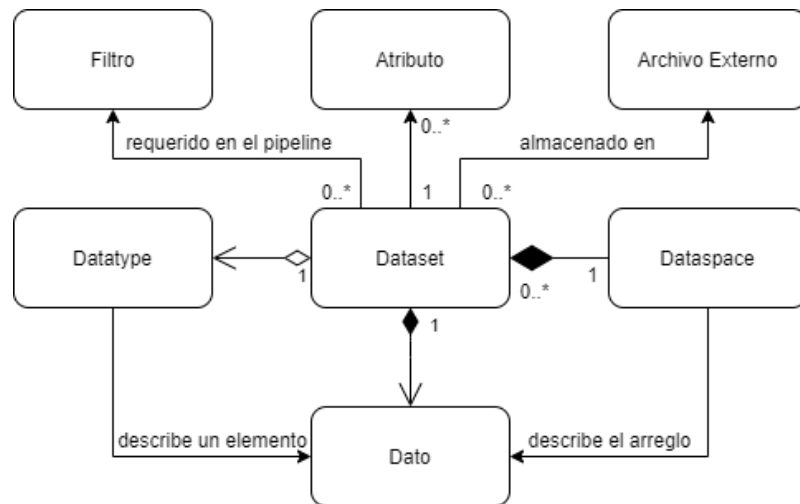 Filtro
Atributo
Archivo Externo
requerido en el pipeline
0..*
almacenado en
0..*
1
0..*
Datatype
1
Dataset
0..*
1
Dataspace
1
describe un elemento
Dato
describe el arreglo